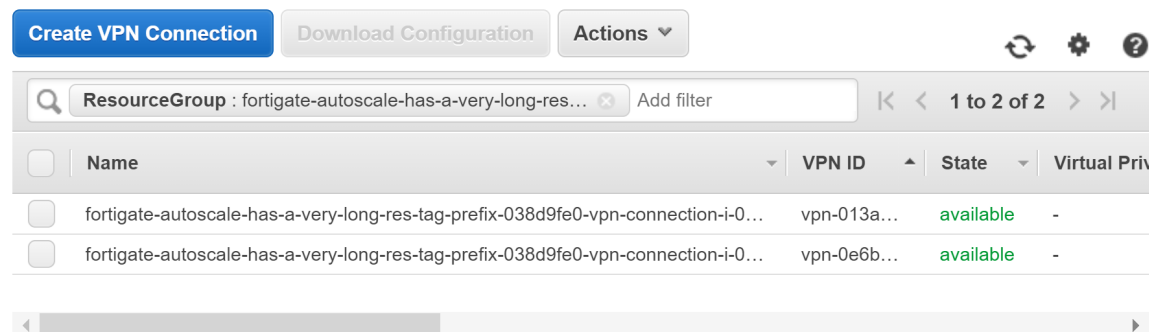 Create VPN Connection Download Configuration Actions
ResourceGroup : fortigate-autoscale-has-a-very-long-res... Add filter 1 to 2 of 2
Name VPN ID State Virtual Priv
fortigate-autoscale-has-a-very-long-res-tag-prefix-038d9fe0-vpn-connection-i-0... vpn-013a... available -
fortigate-autoscale-has-a-very-long-res-tag-prefix-038d9fe0-vpn-connection-i-0... vpn-0e6b... available -